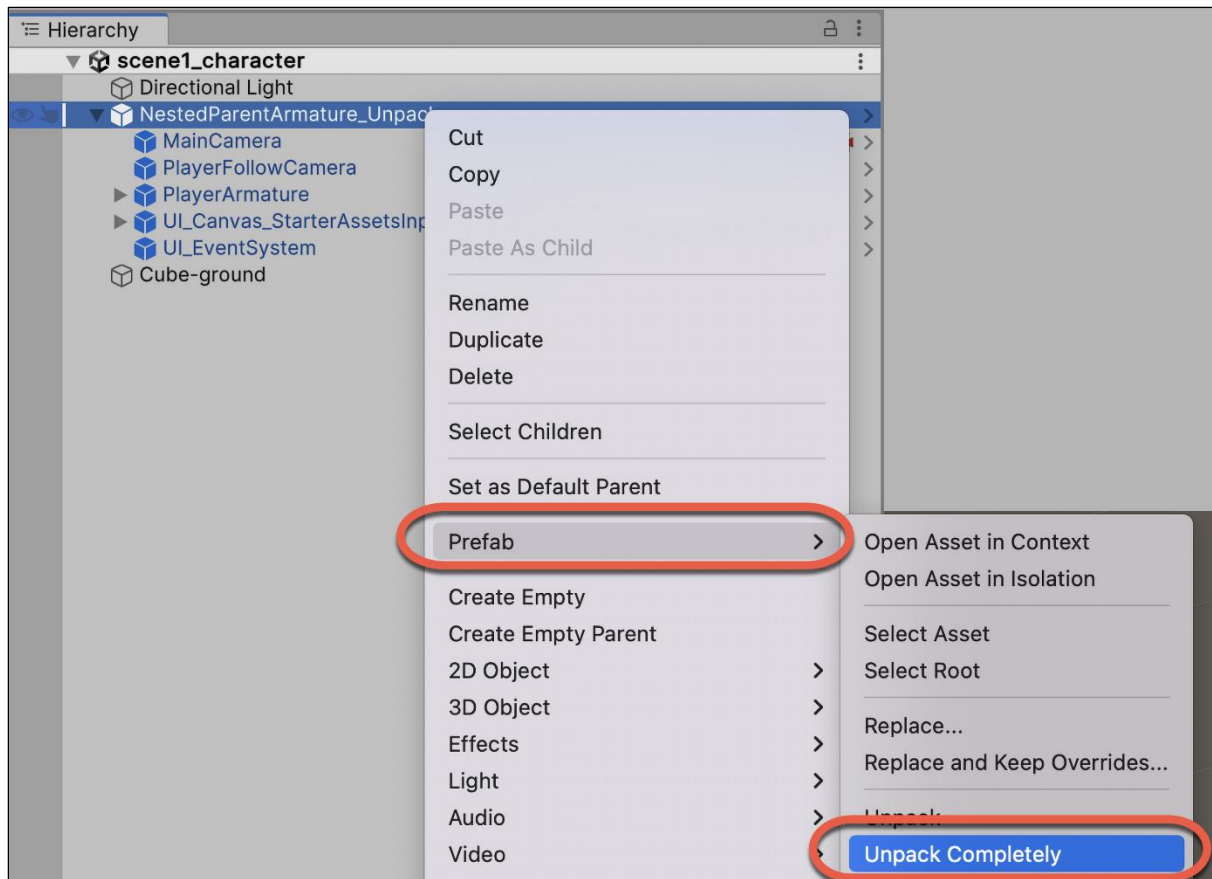 Hierarchy
scene1_character
Directional Light
NestedParentArmature_Unpac
MainCamera
PlayerFollowCamera
PlayerArmature
UI_Canvas_StarterAssetsInp
UI_EventSystem
Cube-ground
Cut
Copy
Paste
Paste As Child
Rename
Duplicate
Delete
Select Children
Set as Default Parent
Prefab
Create Empty
Create Empty Parent
2D Object
3D Object
Effects
Light
Audio
Video
Open Asset in Context
Open Asset in Isolation
Select Asset
Select Root
Replace...
Replace and Keep Overrides...
Unpack
Unpack Completely